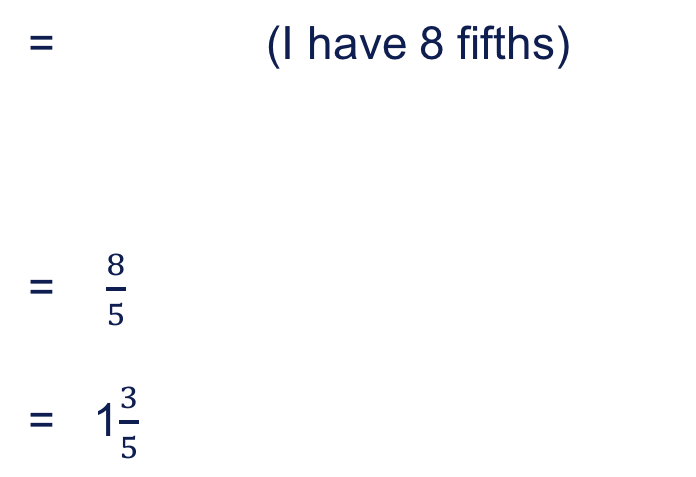 = (I have 8 fifths)
= 8/5
= 1 3/5